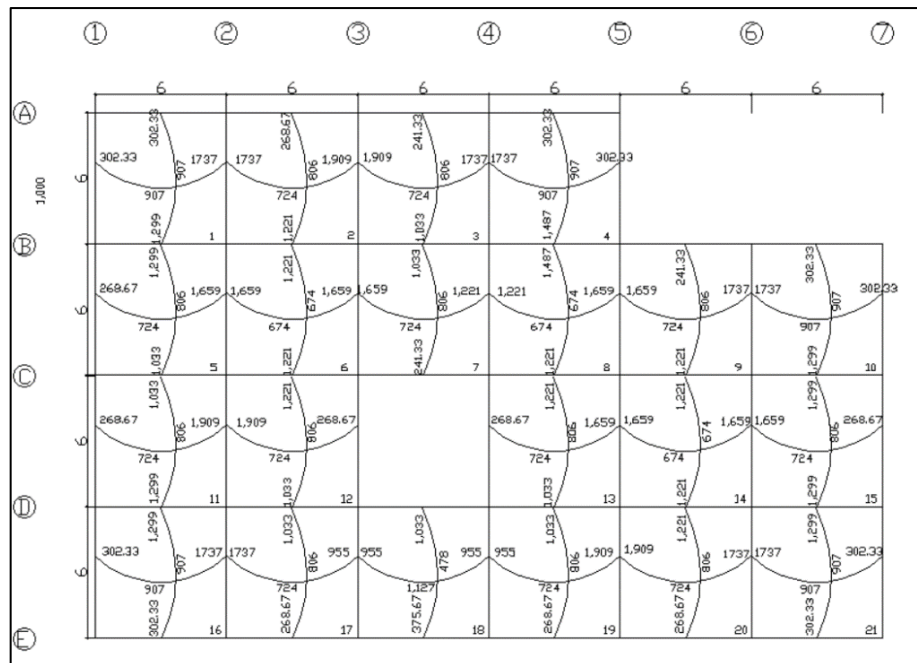 1 2 3 4 5 6 7
6 6 6 6 6 6
A
302.33 268.67 241.33 302.33
302.33 1737 1737 1,909 1,909 1737 1737 302.33
907 806 806 907
6
1,000
907 724 724 907
1,299 1,221 1,033 1,487
1 2 3 4
B
1,299 1,221 1,033 1,487 241.33 302.33
268.67 1,659 1,659 1,659 1,659 1,221 1,221 1,659 1,659 1737 1737 302.33
806 674 806 674 806 907
6
724 674 724 674 724 907
1,033 1,221 241.33 1,221 1,221 1,299
5 6 7 8 9 10
C
1,033 1,221 1,221 1,221 1,299
268.67 1,909 1,909 268.67 268.67 1,659 1,659 1,659 1,659 268.67
806 806 806 674 806
6
724 724 724 674 724
1,299 1,033 1,033 1,221 1,299
11 12 13 14 15
D
1,299 1,033 1,033 1,221 1,299
302.33 1737 1737 955 955 955 955 1,909 1,909 1737 1737 302.33
907 806 478 806 806 907
6
907 724 1,127 724 724 907
302.33 268.67 375.67 268.67 268.67 302.33
16 17 18 19 20 21
E